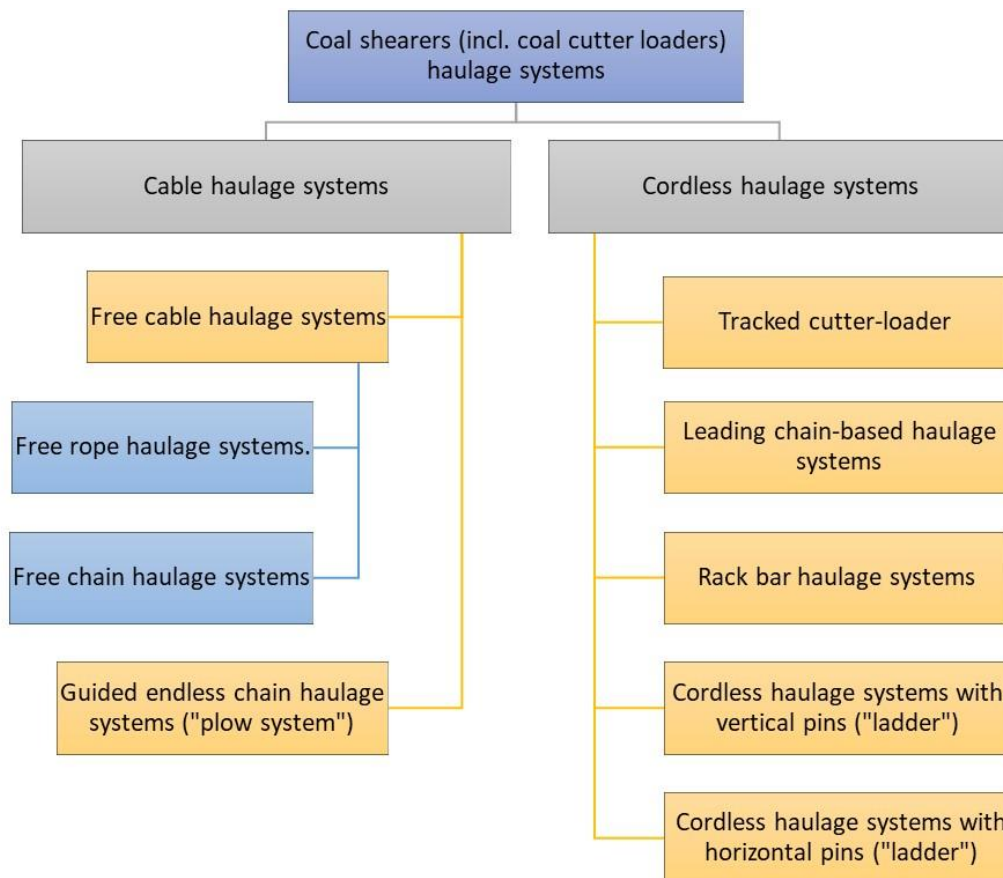 Coal shearers (incl. coal cutter loaders)
haulage systems
Cable haulage systems
Cordless haulage systems
Free cable haulage systems
Free rope haulage systems.
Free chain haulage systems
Guided endless chain haulage
systems ("plow system")
Tracked cutter-loader
Leading chain-based haulage
systems
Rack bar haulage systems
Cordless haulage systems with
vertical pins ("ladder")
Cordless haulage systems with
horizontal pins ("ladder")